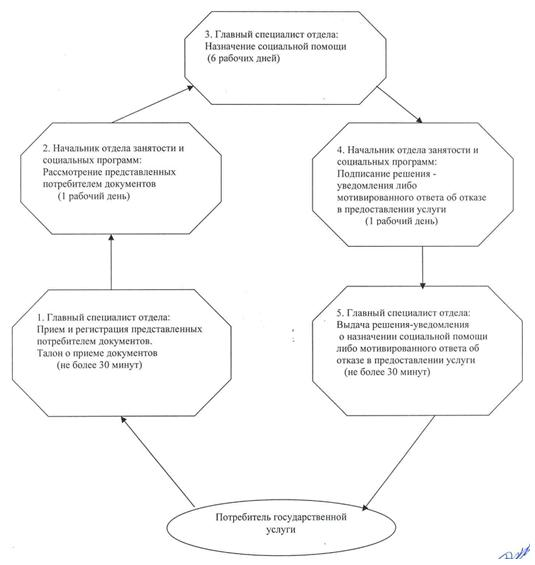 3. Главный специалист отдела:
Назначение социальной помощи
(6 рабочих дней)
2. Начальник отдела занятости и
социальных программ:
Рассмотрение представленных
потребителем документов
(1 рабочий день)
4. Начальник отдела занятости и
социальных программ:
Подписание решения -
уведомления либо
мотивированного ответа об отказе
в предоставлении услуги
(1 рабочий день)
1. Главный специалист отдела:
Прием и регистрация представленных
потребителем документов.
Талон о приеме документов
(не более 30 минут)
5. Главный специалист отдела:
Выдача решения-уведомления
о назначении социальной помощи
либо мотивированного ответа об
отказе в предоставлении услуги
(не более 30 минут)
Потребитель государственной
услуги